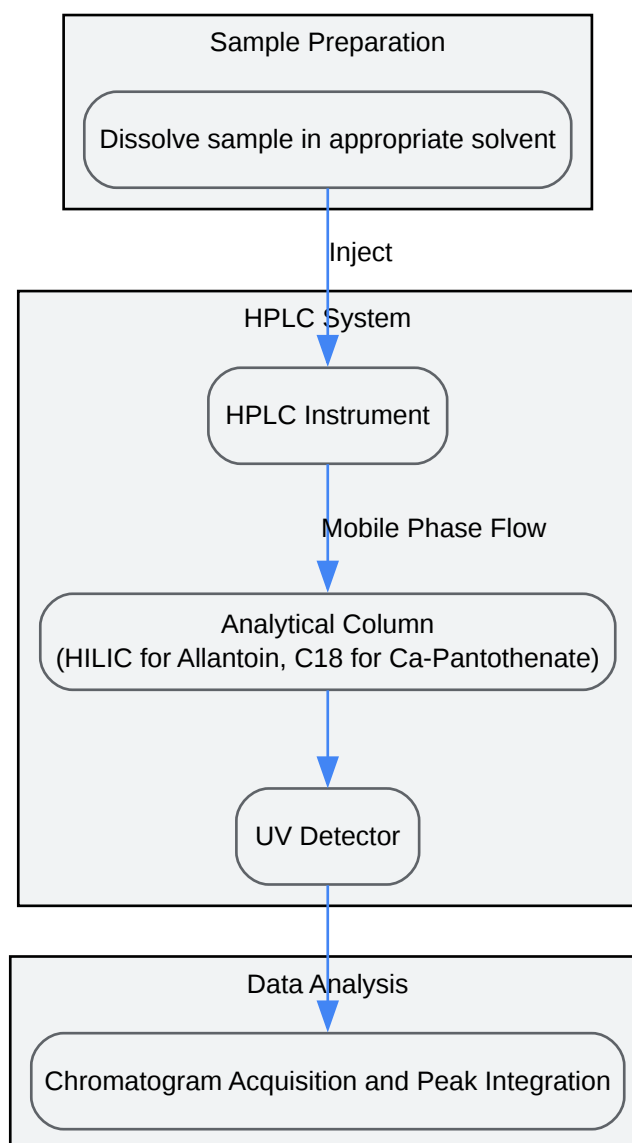 Sample Preparation
Dissolve sample in appropriate solvent
Inject
HPLC System
HPLC Instrument
Mobile Phase Flow
Analytical Column
(HILIC for Allantoin, C18 for Ca-Pantothenate)
UV Detector
Data Analysis
Chromatogram Acquisition and Peak Integration